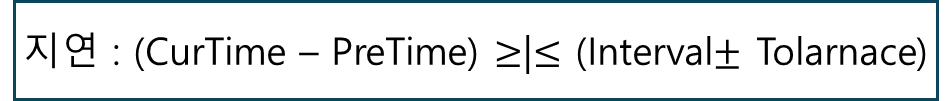 지연 : (CurTime – PreTime) ≥|≤ (Interval± Tolarnace)